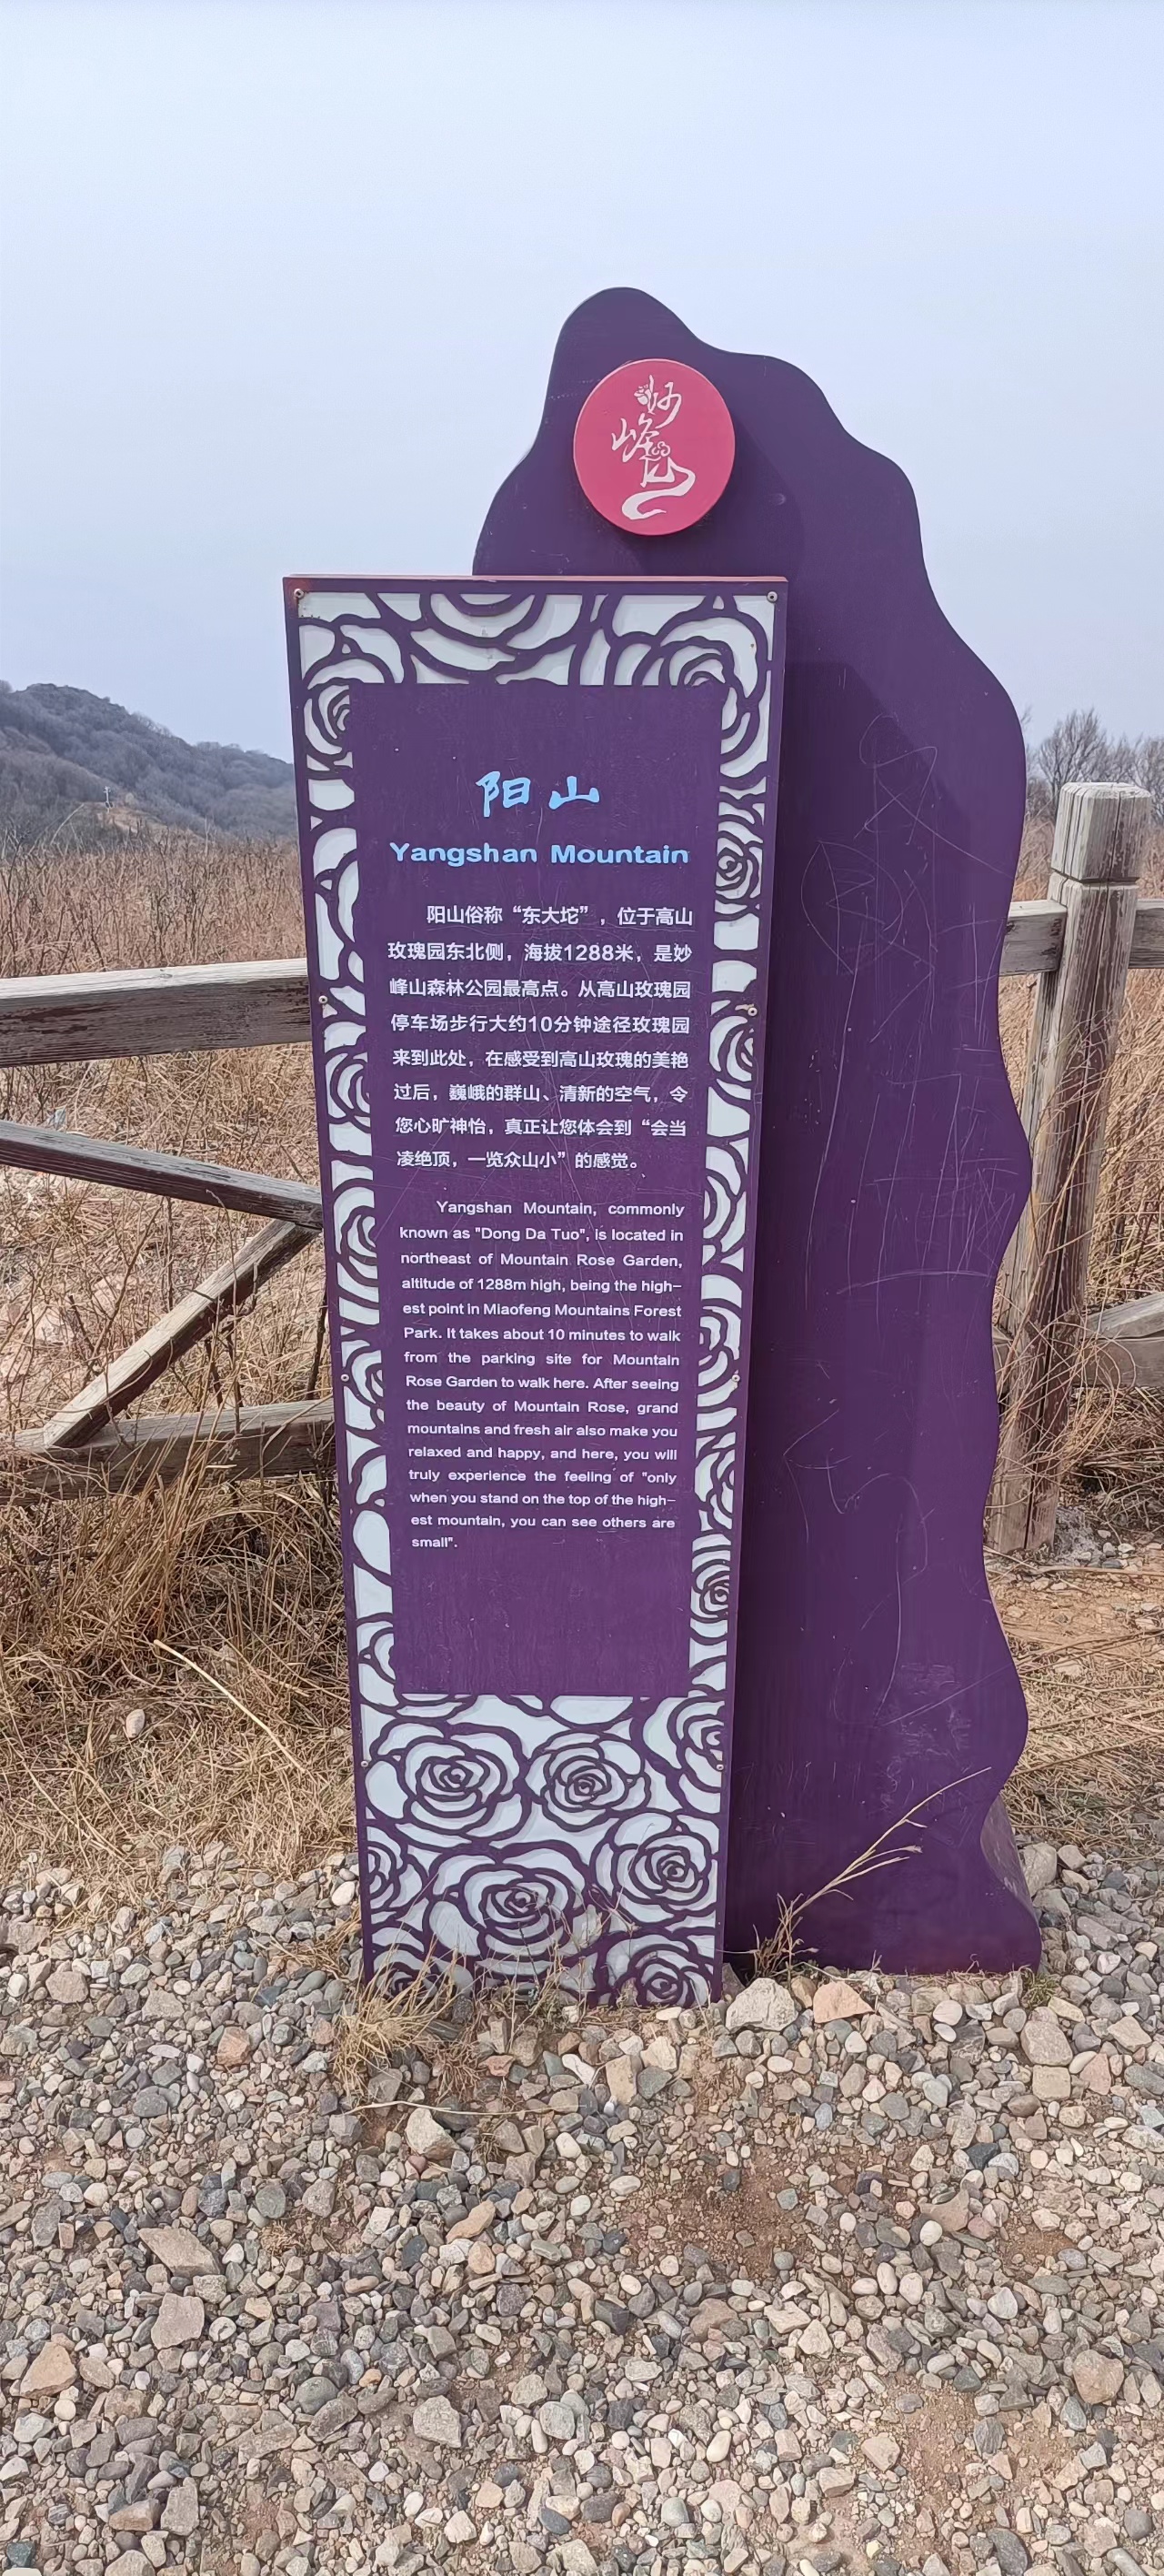 妙峰山
阳山
Yangshan Mountain
阳山俗称“东大坨”，位于高山
玫瑰园东北侧，海拔1288米，是妙
峰山森林公园最高点。从高山玫瑰园
停车场步行大约10分钟途径玫瑰园
来到此处，在感受到高山玫瑰的美艳
过后，巍峨的群山、清新的空气，令
您心旷神怡，真正让您体会到“会当
凌绝顶，一览众山小”的感觉。
Yangshan Mountain, commonly
known as "Dong Da Tuo", is located in
northeast of Mountain Rose Garden,
altitude of 1288m high, being the high-
est point in Miaofeng Mountains Forest
Park. It takes about 10 minutes to walk
from the parking site for Mountain
Rose Garden to walk here. After seeing
the beauty of Mountain Rose, grand
mountains and fresh air also make you
relaxed and happy, and here, you will
truly experience the feeling of "only
when you stand on the top of the high-
est mountain, you can see others are
small".